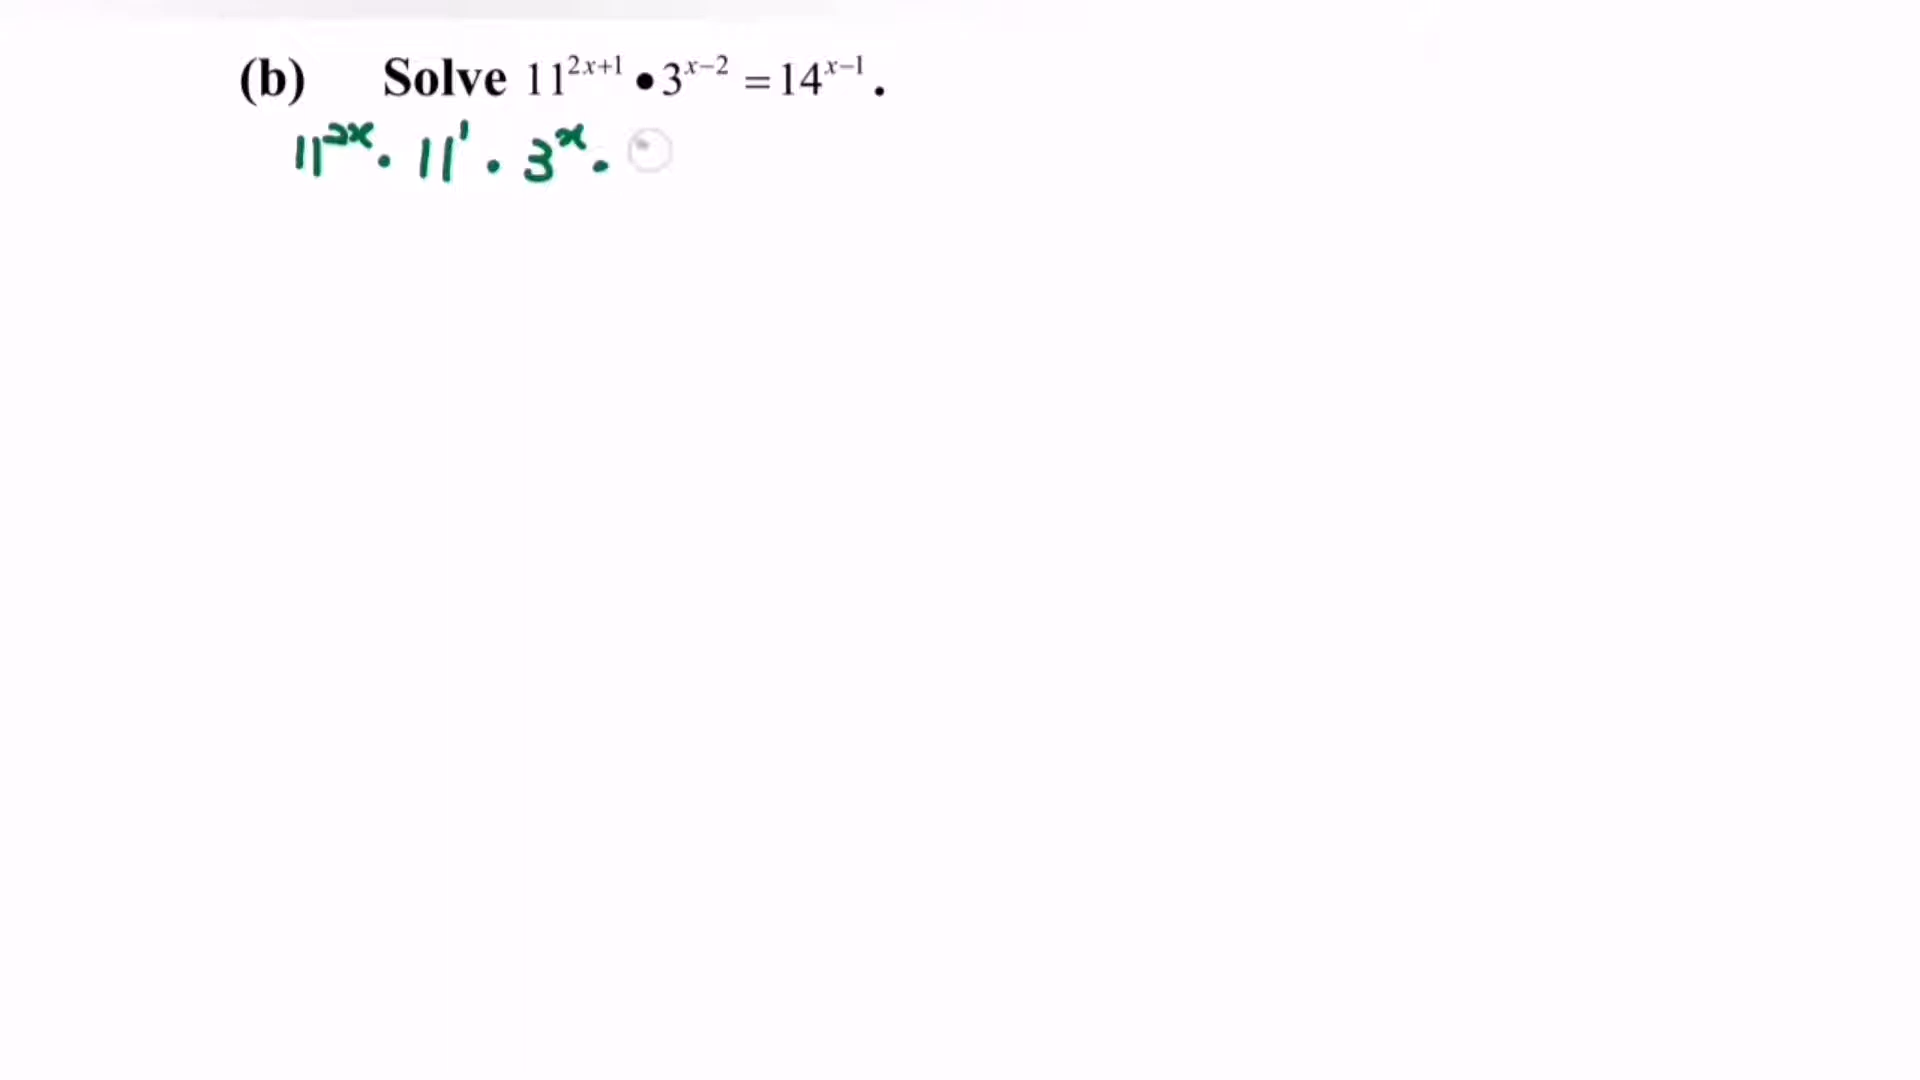 (b) Solve 11^{2x+1} • 3^{x−2} = 14^{x−1}.
11^{2x} · 11^{1} · 3^{x} ·